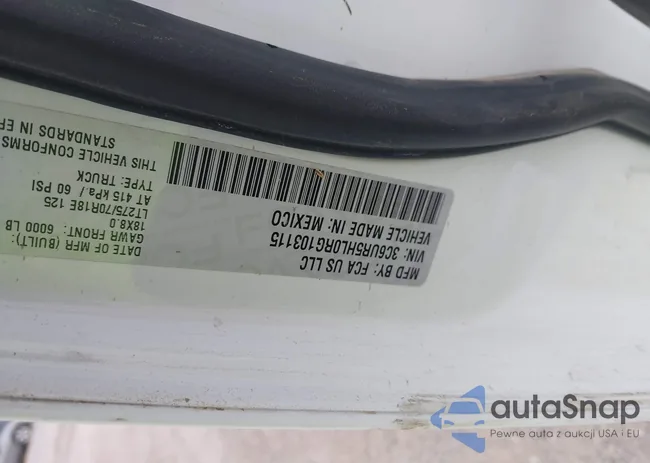 MFD BY: FCA US LLC
VIN: 3C6UR5HL0RG103115
VEHICLE MADE IN: MEXICO
DATE OF MFR (BUILT):
GAWR FRONT: 6000 LB
18X8.0
LT275/70R18E 125
AT 415 kPa / 60 PSI
TYPE: TRUCK
THIS VEHICLE CONFORMS
STANDARDS IN EF
autaSnap
Pewne auta z aukcji USA i EU